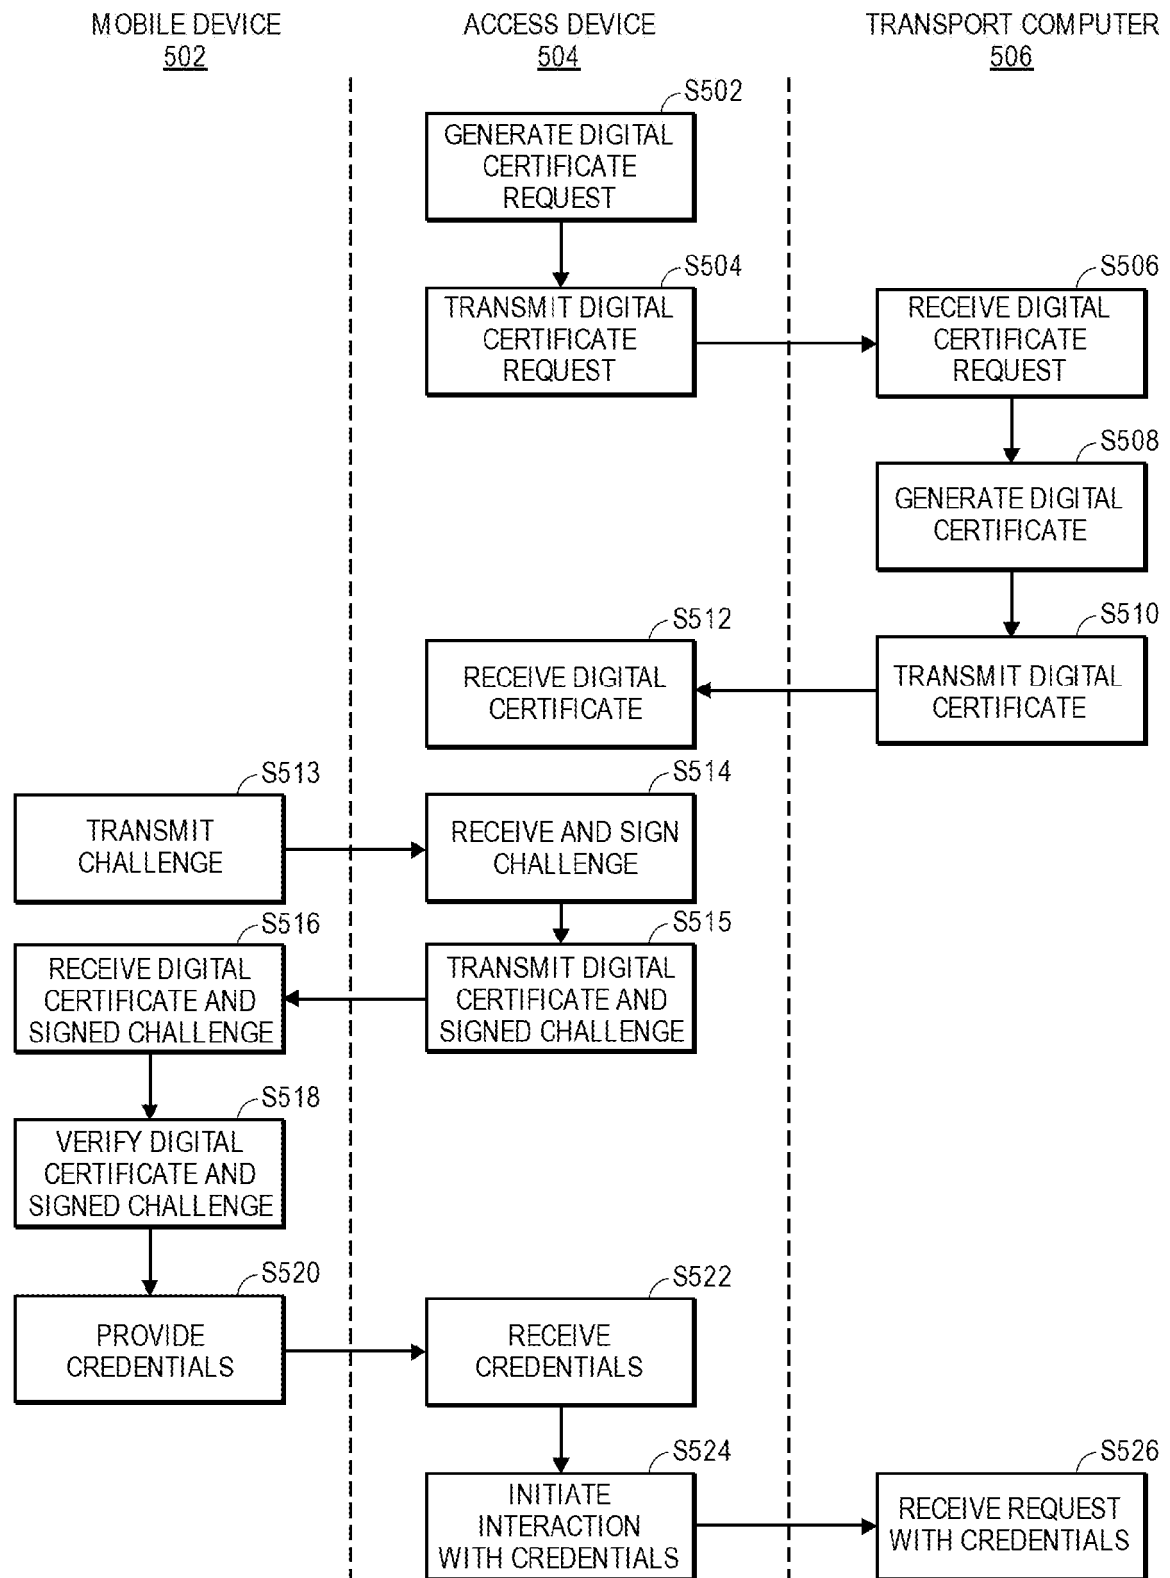 MOBILE DEVICE
502
ACCESS DEVICE
504
TRANSPORT COMPUTER
506
S502
GENERATE DIGITAL
CERTIFICATE
REQUEST
S504
TRANSMIT DIGITAL
CERTIFICATE
REQUEST
S506
RECEIVE DIGITAL
CERTIFICATE
REQUEST
S508
GENERATE DIGITAL
CERTIFICATE
S510
TRANSMIT DIGITAL
CERTIFICATE
S512
RECEIVE DIGITAL
CERTIFICATE
S513
TRANSMIT
CHALLENGE
S514
RECEIVE AND SIGN
CHALLENGE
S515
TRANSMIT DIGITAL
CERTIFICATE AND
SIGNED CHALLENGE
S516
RECEIVE DIGITAL
CERTIFICATE AND
SIGNED CHALLENGE
S518
VERIFY DIGITAL
CERTIFICATE AND
SIGNED CHALLENGE
S520
PROVIDE
CREDENTIALS
S522
RECEIVE
CREDENTIALS
S524
INITIATE
INTERACTION
WITH CREDENTIALS
S526
RECEIVE REQUEST
WITH CREDENTIALS